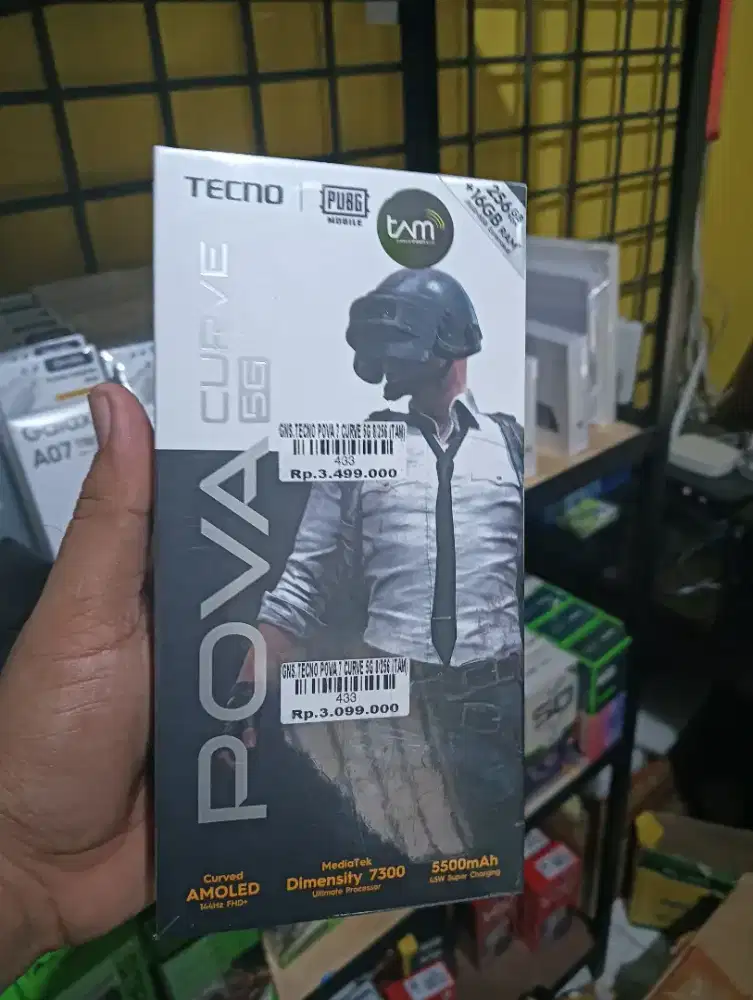 TECNO
PUBG
MOBILE
tam
256GB
+16GB RAM
CURVE
5G
POVA
GNS.TECNO POVA 7 CURVE 5G 8/256 (TAM)
433
Rp.3.499.000
GNS.TECNO POVA 7 CURVE 5G 8/256 (TAM)
433
Rp.3.099.000
Curved
AMOLED
144Hz FHD+
MediaTek
Dimensity 7300
Ultimate Processor
5500mAh
45W Super Charging
A07
50